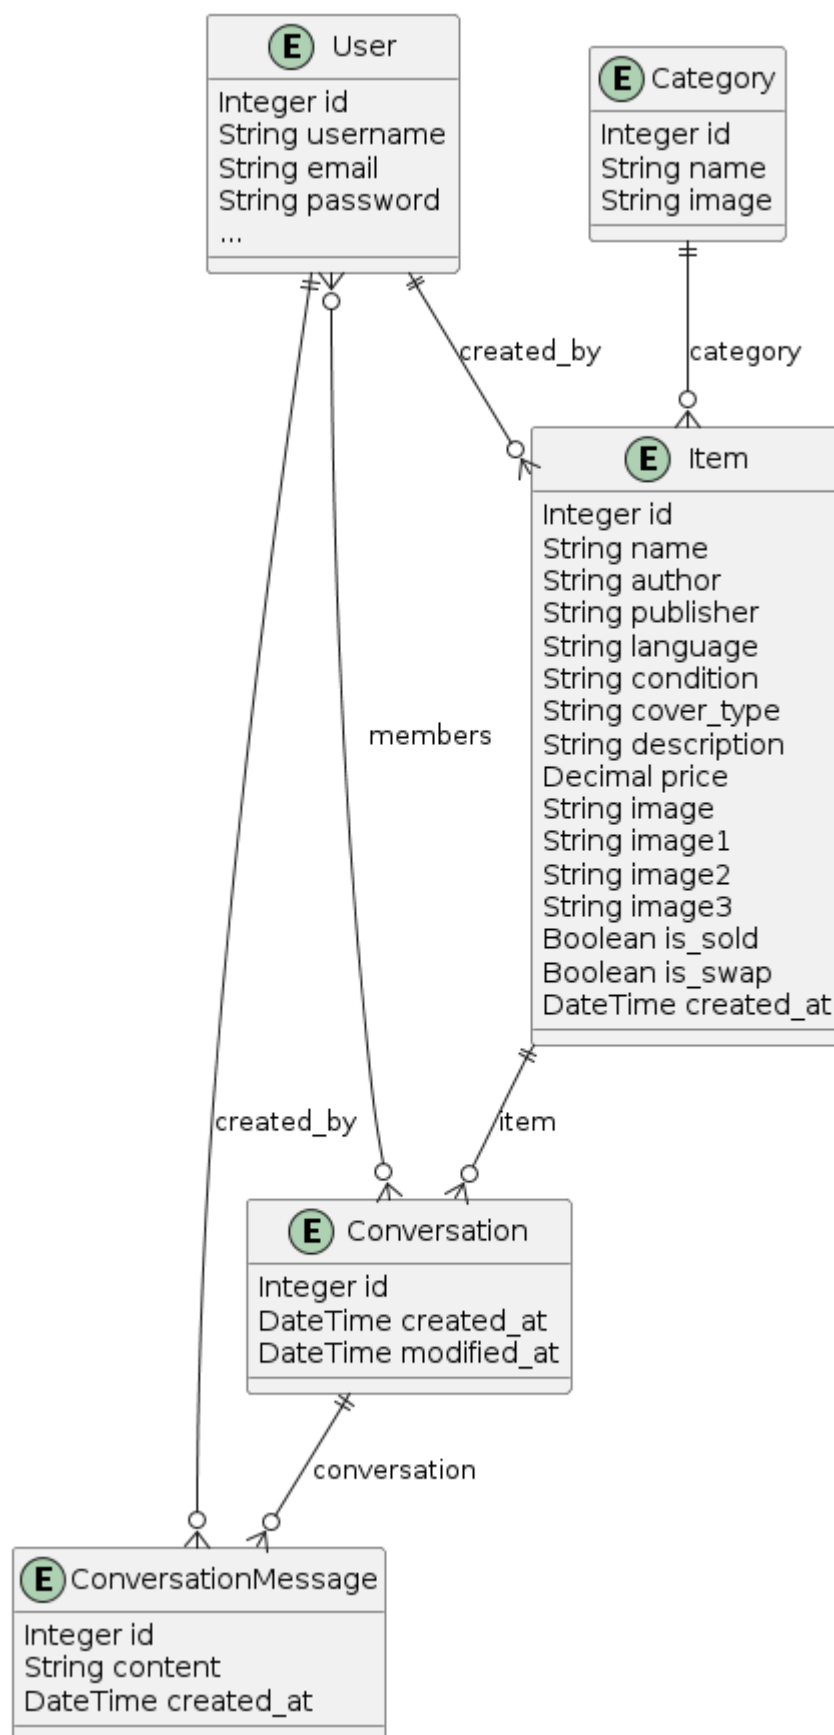 E User
Integer id
String username
String email
String password
...
E Category
Integer id
String name
String image
created_by
category
E Item
Integer id
String name
String author
String publisher
String language
String condition
String cover_type
String description
Decimal price
String image
String image1
String image2
String image3
Boolean is_sold
Boolean is_swap
DateTime created_at
members
created_by
item
E Conversation
Integer id
DateTime created_at
DateTime modified_at
conversation
E ConversationMessage
Integer id
String content
DateTime created_at